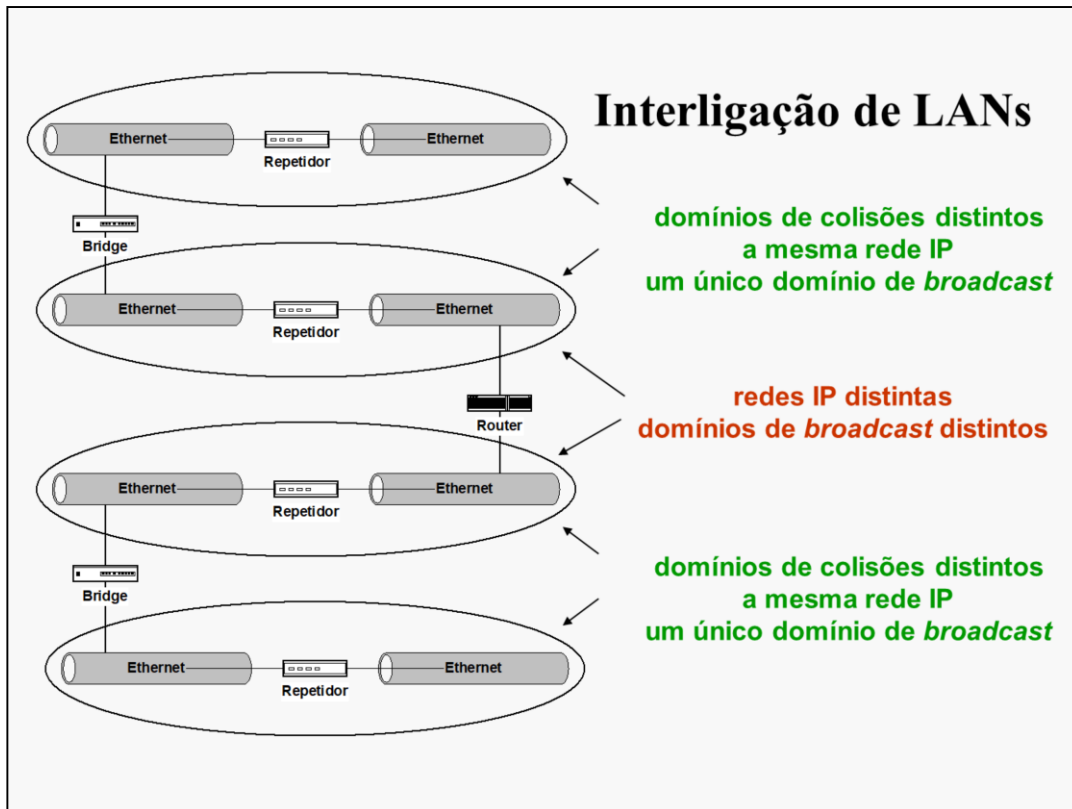 Interligação de LANs
Ethernet
Repetidor
Ethernet
Bridge
domínios de colisões distintos
a mesma rede IP
um único domínio de broadcast
Ethernet
Repetidor
Ethernet
Router
redes IP distintas
domínios de broadcast distintos
Ethernet
Repetidor
Ethernet
Bridge
domínios de colisões distintos
a mesma rede IP
um único domínio de broadcast
Ethernet
Repetidor
Ethernet